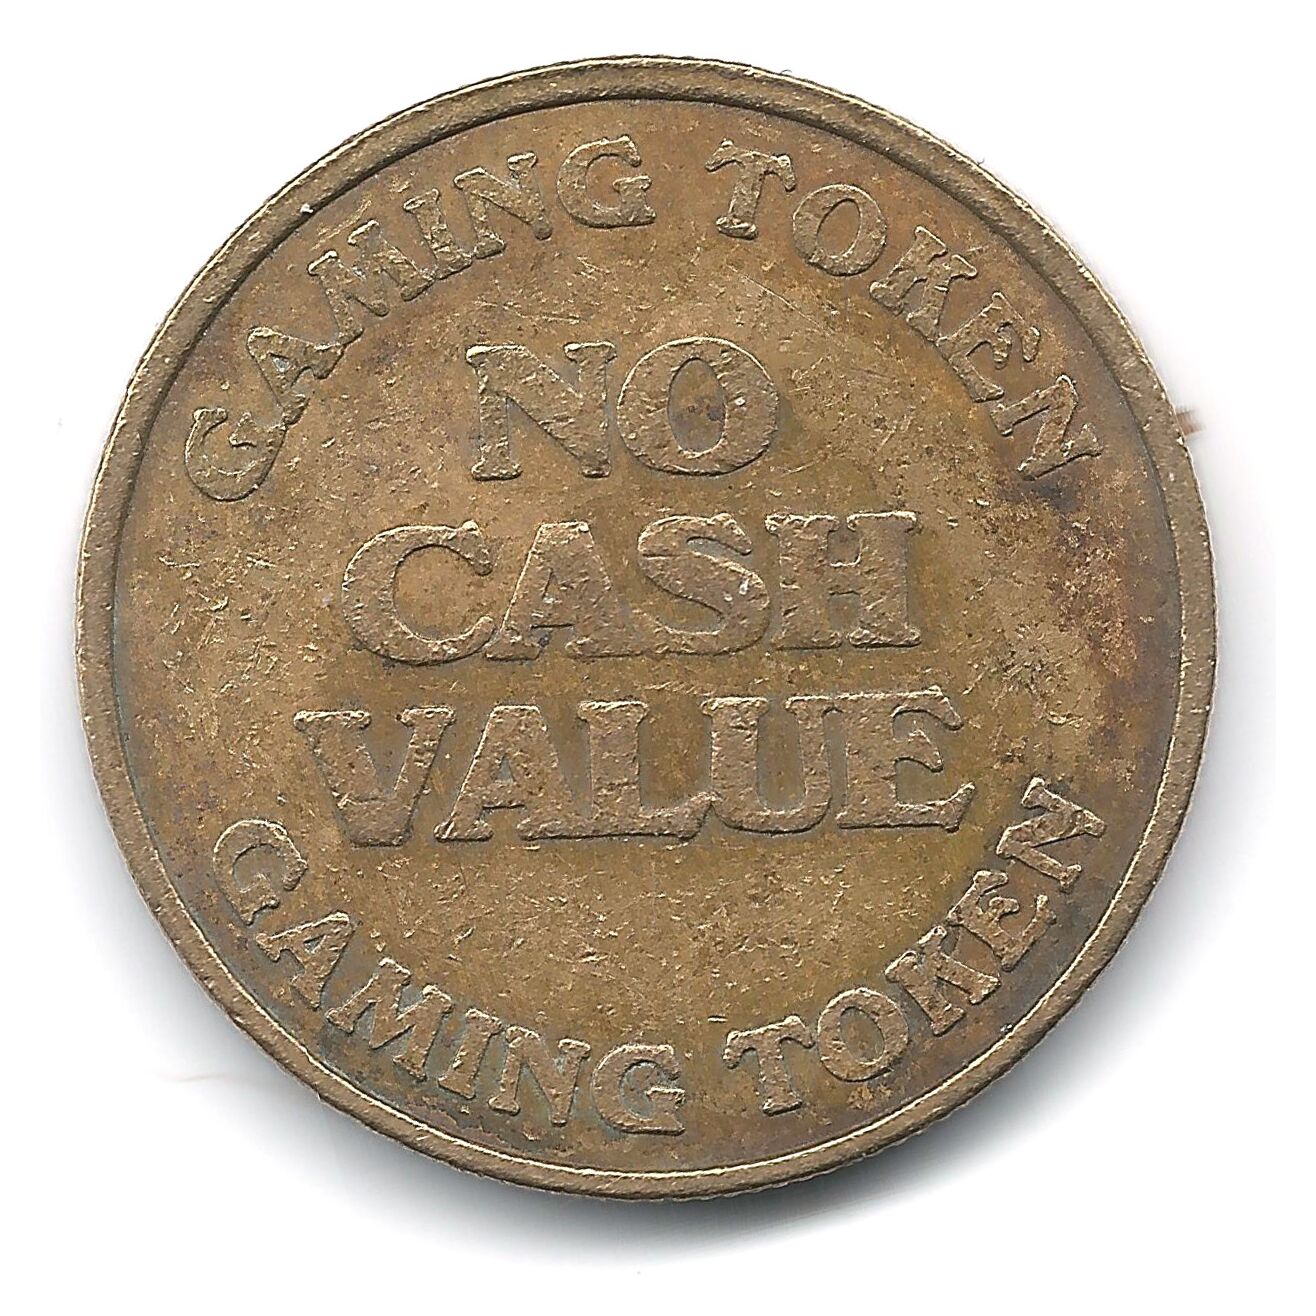 GAMING TOKEN
NO
CASH
VALUE
GAMING TOKEN